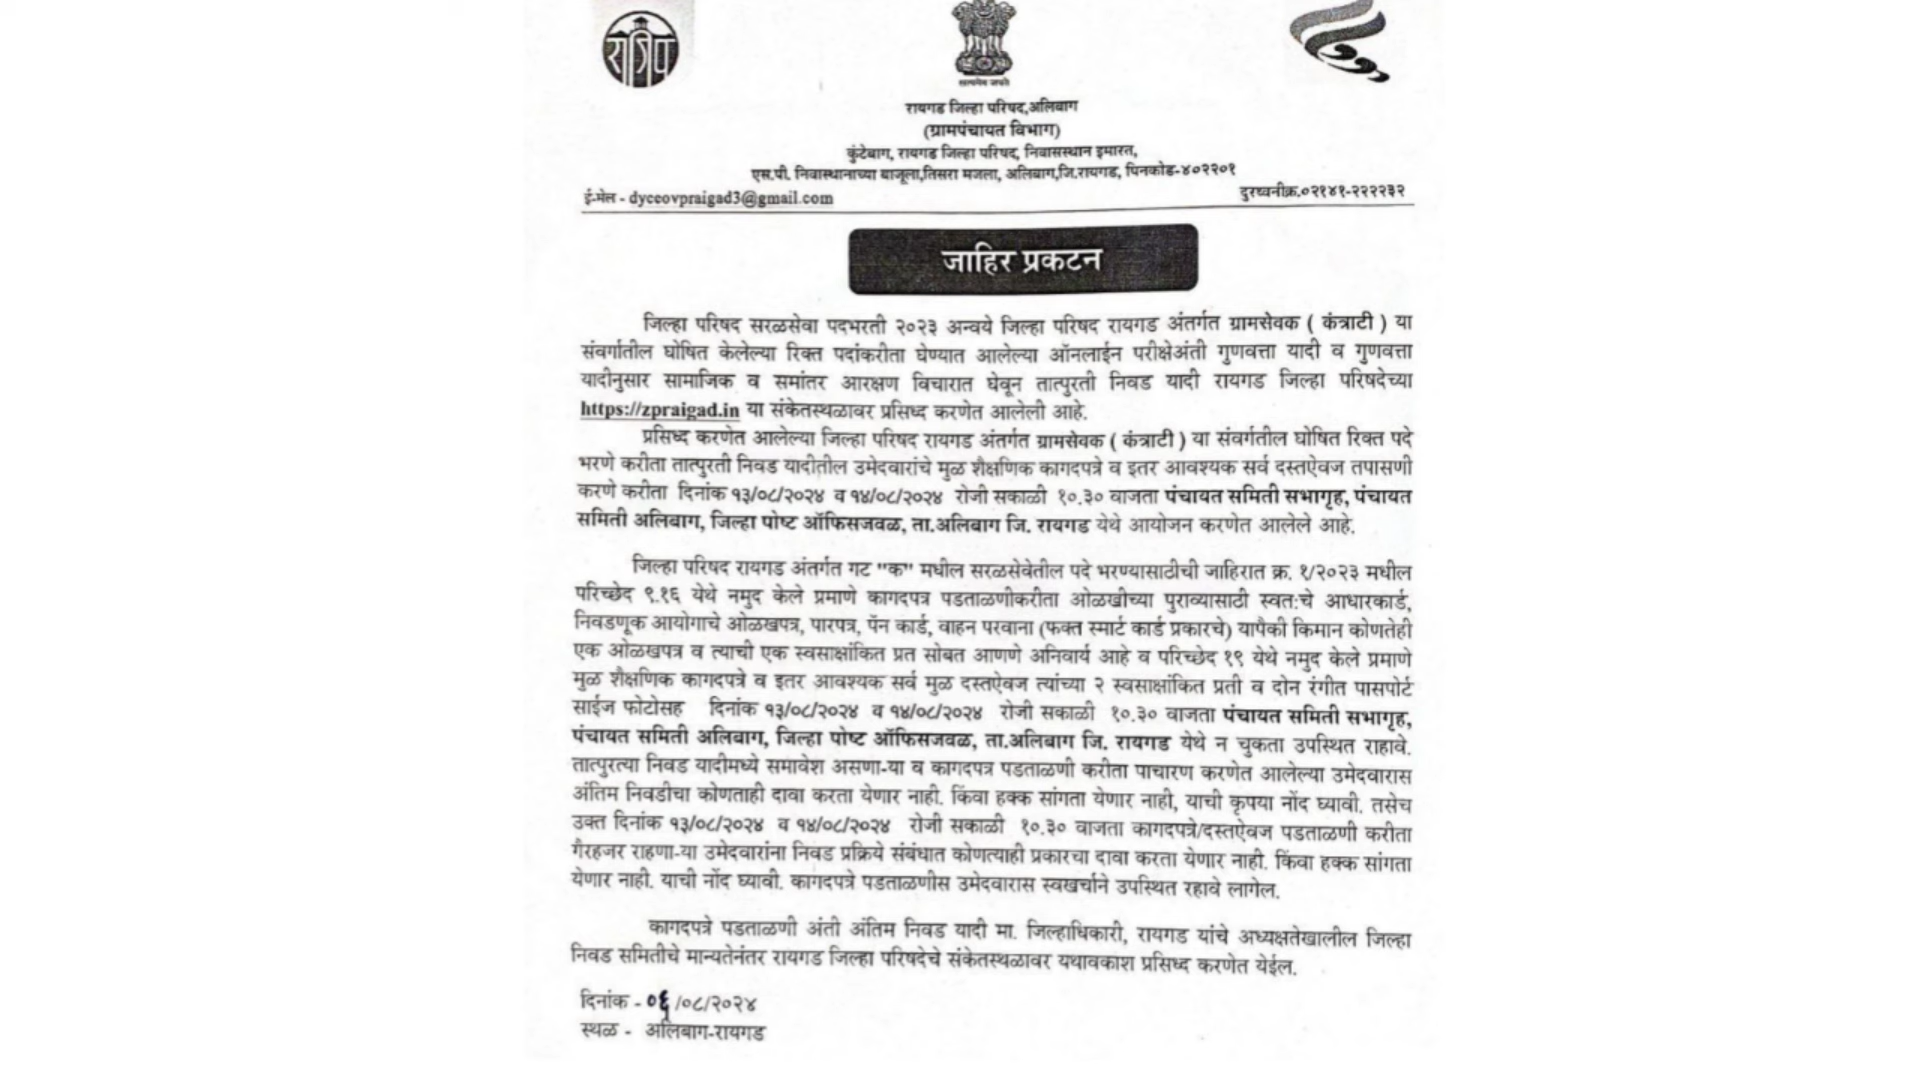 राजिप
सत्यमेव जयते
रायगड जिल्हा परिषद,अलिबाग
(ग्रामपंचायत विभाग)
कुंटेबाग, रायगड जिल्हा परिषद, निवासस्थान इमारत,
एस.पी. निवास्थानाच्या बाजूला,तिसरा मजला, अलिबाग,जि.रायगड, पिनकोड-४०२२०१
ई-मेल - dyceovpraigad3@gmail.com दुरध्वनीक्र.०२१४१-२२२२३२
जाहिर प्रकटन
जिल्हा परिषद सरळसेवा पदभरती २०२३ अन्वये जिल्हा परिषद रायगड अंतर्गत ग्रामसेवक ( कंत्राटी ) या
संवर्गातील घोषित केलेल्या रिक्त पदांकरीता घेण्यात आलेल्या ऑनलाईन परीक्षेअंती गुणवत्ता यादी व गुणवत्ता
यादीनुसार सामाजिक व समांतर आरक्षण विचारात घेवून तात्पुरती निवड यादी रायगड जिल्हा परिषदेच्या
https://zpraigad.in या संकेतस्थळावर प्रसिध्द करणेत आलेली आहे.
प्रसिध्द करणेत आलेल्या जिल्हा परिषद रायगड अंतर्गत ग्रामसेवक ( कंत्राटी ) या संवर्गतील घोषित रिक्त पदे
भरणे करीता तात्पुरती निवड यादीतील उमेदवारांचे मुळ शैक्षणिक कागदपत्रे व इतर आवश्यक सर्व दस्तऐवज तपासणी
करणे करीता दिनांक १३/०८/२०२४ व १४/०८/२०२४ रोजी सकाळी १०.३० वाजता पंचायत समिती सभागृह, पंचायत
समिती अलिबाग, जिल्हा पोष्ट ऑफिसजवळ, ता.अलिबाग जि. रायगड येथे आयोजन करणेत आलेले आहे.
जिल्हा परिषद रायगड अंतर्गत गट "क" मधील सरळसेवेतील पदे भरण्यासाठीची जाहिरात क्र. १/२०२३ मधील
परिच्छेद ९.१६ येथे नमुद केले प्रमाणे कागदपत्र पडताळणीकरीता ओळखीच्या पुराव्यासाठी स्वत:चे आधारकार्ड,
निवडणूक आयोगाचे ओळखपत्र, पारपत्र, पॅन कार्ड, वाहन परवाना (फक्त स्मार्ट कार्ड प्रकारचे) यापैकी किमान कोणतेही
एक ओळखपत्र व त्याची एक स्वसाक्षांकित प्रत सोबत आणणे अनिवार्य आहे व परिच्छेद १९ येथे नमुद केले प्रमाणे
मुळ शैक्षणिक कागदपत्रे व इतर आवश्यक सर्व मुळ दस्तऐवज त्यांच्या २ स्वसाक्षांकित प्रती व दोन रंगीत पासपोर्ट
साईज फोटोसह दिनांक १३/०८/२०२४ व १४/०८/२०२४ रोजी सकाळी १०.३० वाजता पंचायत समिती सभागृह,
पंचायत समिती अलिबाग, जिल्हा पोष्ट ऑफिसजवळ, ता.अलिबाग जि. रायगड येथे न चुकता उपस्थित राहावे.
तात्पुरत्या निवड यादीमध्ये समावेश असणा-या व कागदपत्र पडताळणी करीता पाचारण करणेत आलेल्या उमेदवारास
अंतिम निवडीचा कोणताही दावा करता येणार नाही. किंवा हक्क सांगता येणार नाही, याची कृपया नोंद घ्यावी. तसेच
उक्त दिनांक १३/०८/२०२४ व १४/०८/२०२४ रोजी सकाळी १०.३० वाजता कागदपत्रे/दस्तऐवज पडताळणी करीता
गैरहजर राहणा-या उमेदवारांना निवड प्रक्रिये संबंधात कोणत्याही प्रकारचा दावा करता येणार नाही. किंवा हक्क सांगता
येणार नाही. याची नोंद घ्यावी. कागदपत्रे पडताळणीस उमेदवारास स्वखर्चाने उपस्थित रहावे लागेल.
कागदपत्रे पडताळणी अंती अंतिम निवड यादी मा. जिल्हाधिकारी, रायगड यांचे अध्यक्षतेखालील जिल्हा
निवड समितीचे मान्यतेनंतर रायगड जिल्हा परिषदेचे संकेतस्थळावर यथावकाश प्रसिध्द करणेत येईल.
दिनांक - ०६/०८/२०२४
स्थळ - अलिबाग-रायगड